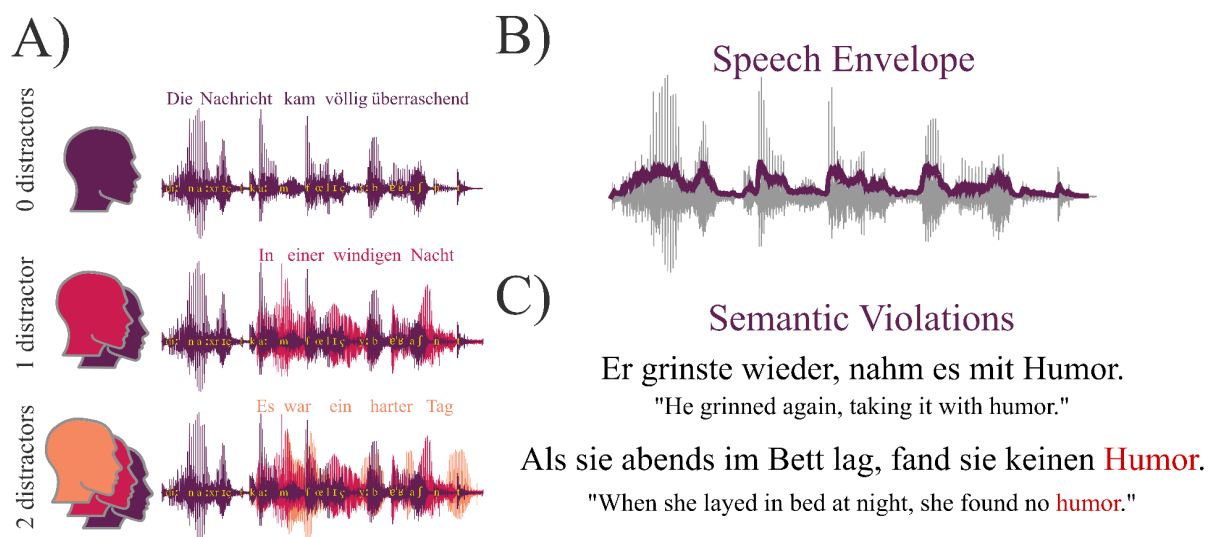 A)
0 distractors
Die Nachricht kam völlig überraschend
1 distractor
In einer windigen Nacht
2 distractors
Es war ein harter Tag
B)
Speech Envelope
C)
Semantic Violations
Er grinste wieder, nahm es mit Humor.
"He grinned again, taking it with humor."
Als sie abends im Bett lag, fand sie keinen Humor.
"When she layed in bed at night, she found no humor."